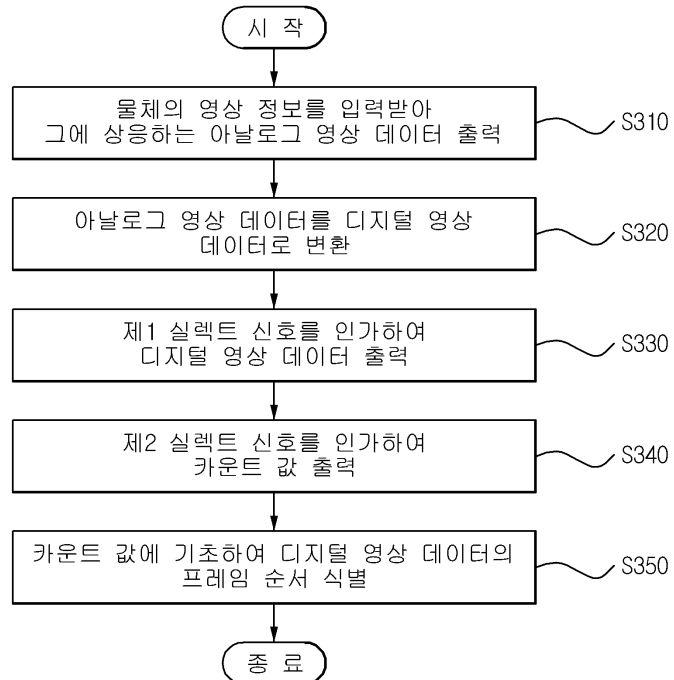 시 작
물체의 영상 정보를 입력받아
그에 상응하는 아날로그 영상 데이터 출력
S310
아날로그 영상 데이터를 디지털 영상
데이터로 변환
S320
제1 실렉트 신호를 인가하여
디지털 영상 데이터 출력
S330
제2 실렉트 신호를 인가하여
카운트 값 출력
S340
카운트 값에 기초하여 디지털 영상 데이터의
프레임 순서 식별
S350
종 료